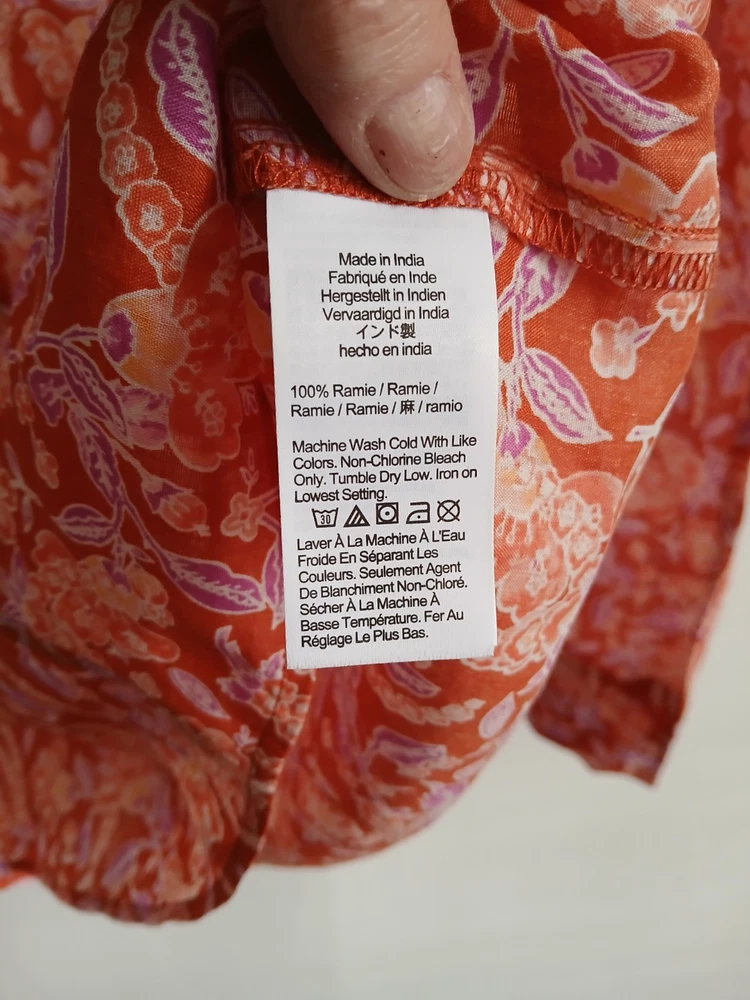 Made in India
Fabriqué en Inde
Hergestellt in Indien
Vervaardigd in India
インド製
hecho en india
100% Ramie / Ramie /
Ramie / Ramie / 麻 / ramio
Machine Wash Cold With Like
Colors. Non-Chlorine Bleach
Only. Tumble Dry Low. Iron on
Lowest Setting.
30
Laver À La Machine À L'Eau
Froide En Séparant Les
Couleurs. Seulement Agent
De Blanchiment Non-Chloré.
Sécher À La Machine À
Basse Température. Fer Au
Réglage Le Plus Bas.